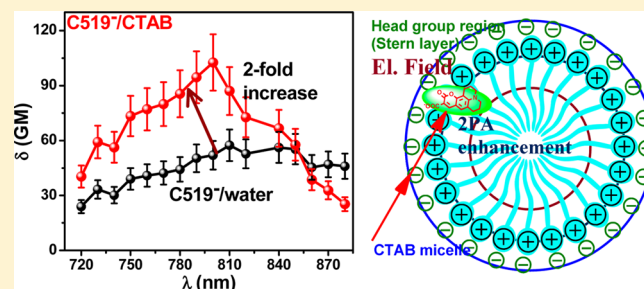 C519⁻/CTAB
2-fold
increase
C519⁻/water
δ (GM)
120
90
60
30
0
720 750 780 810 840 870
λ (nm)
Head group region
(Stern layer)
El. Field
2PA
enhancement
CTAB micelle